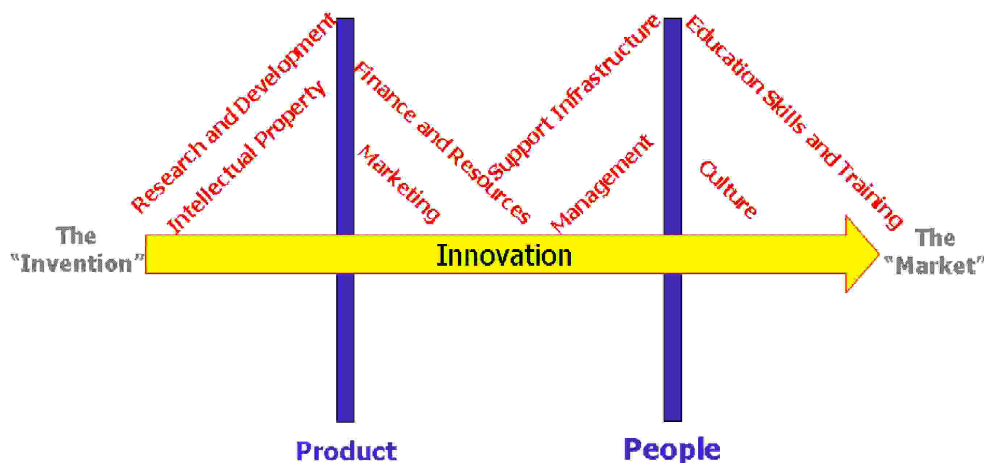 Research and Development
Intellectual Property
Finance and Resources
Marketing
Support Infrastructure
Management
Education Skills and Training
Culture
The
"Invention"
Innovation
The
"Market"
Product
People